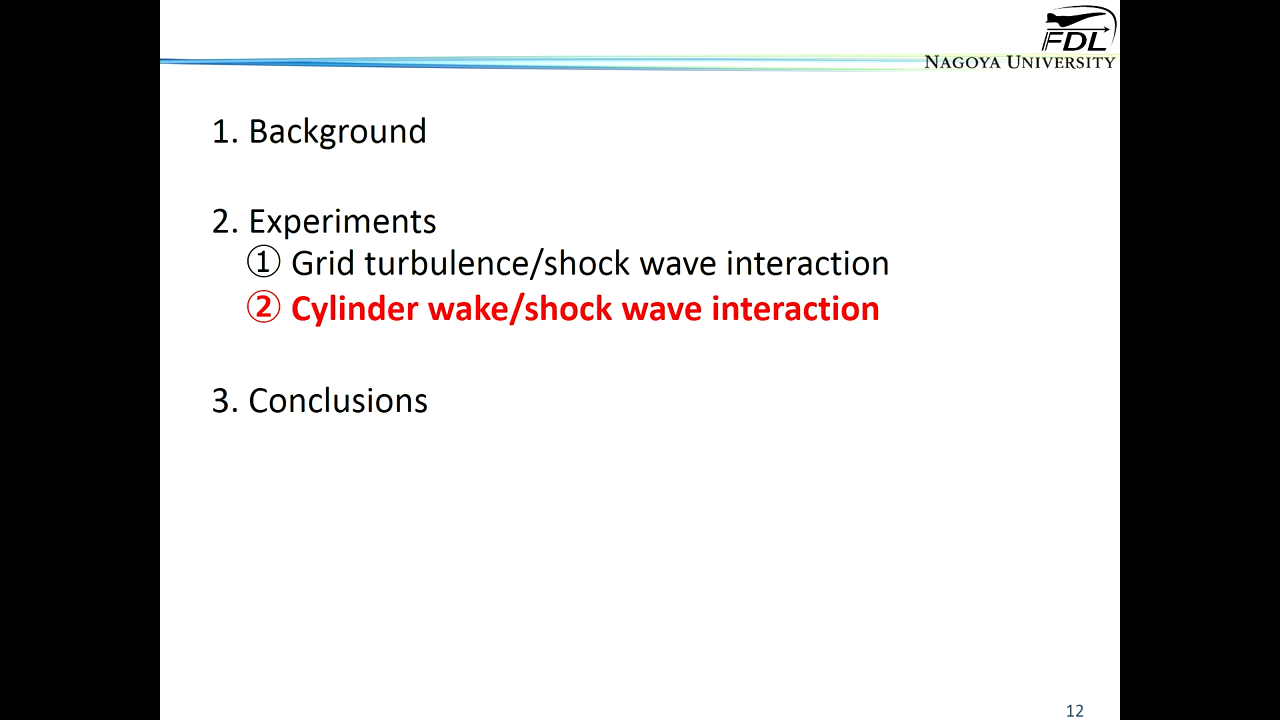 FDL
NAGOYA UNIVERSITY
1. Background
2. Experiments
① Grid turbulence/shock wave interaction
② Cylinder wake/shock wave interaction
3. Conclusions
12